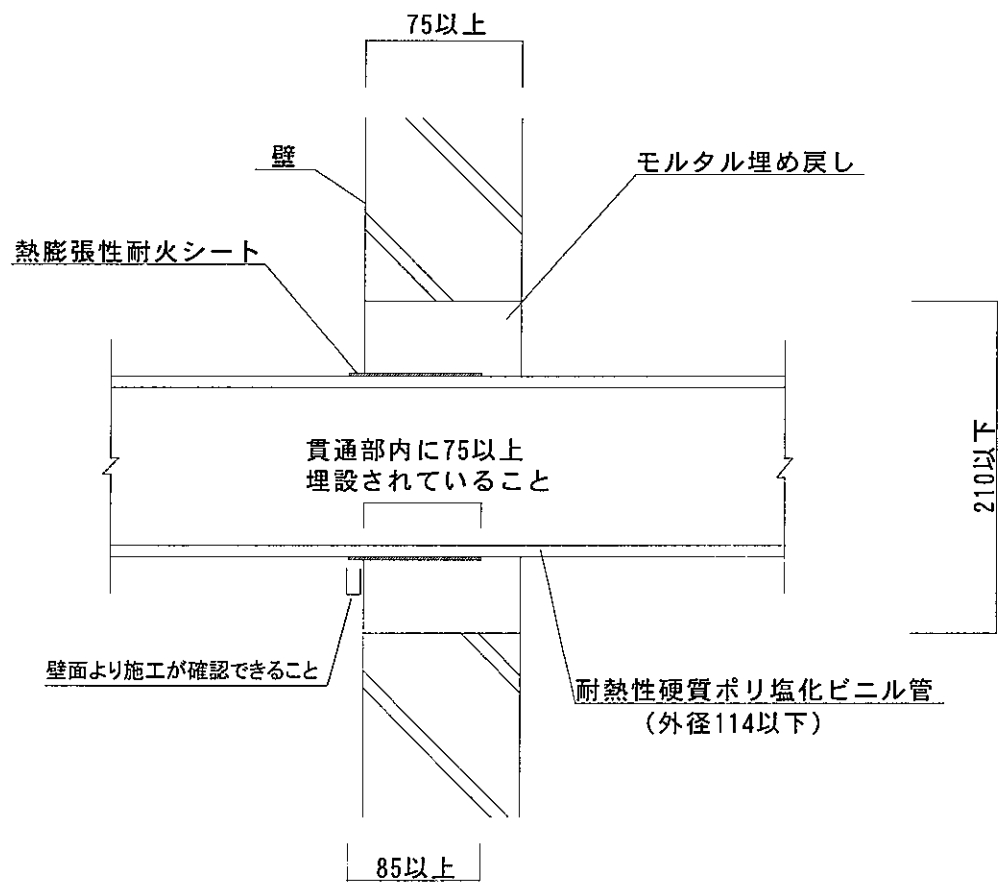 75以上
壁
モルタル埋め戻し
熱膨張性耐火シート
貫通部内に75以上
埋設されていること
210以下
壁面より施工が確認できること
耐熱性硬質ポリ塩化ビニル管
(外径114以下)
85以上